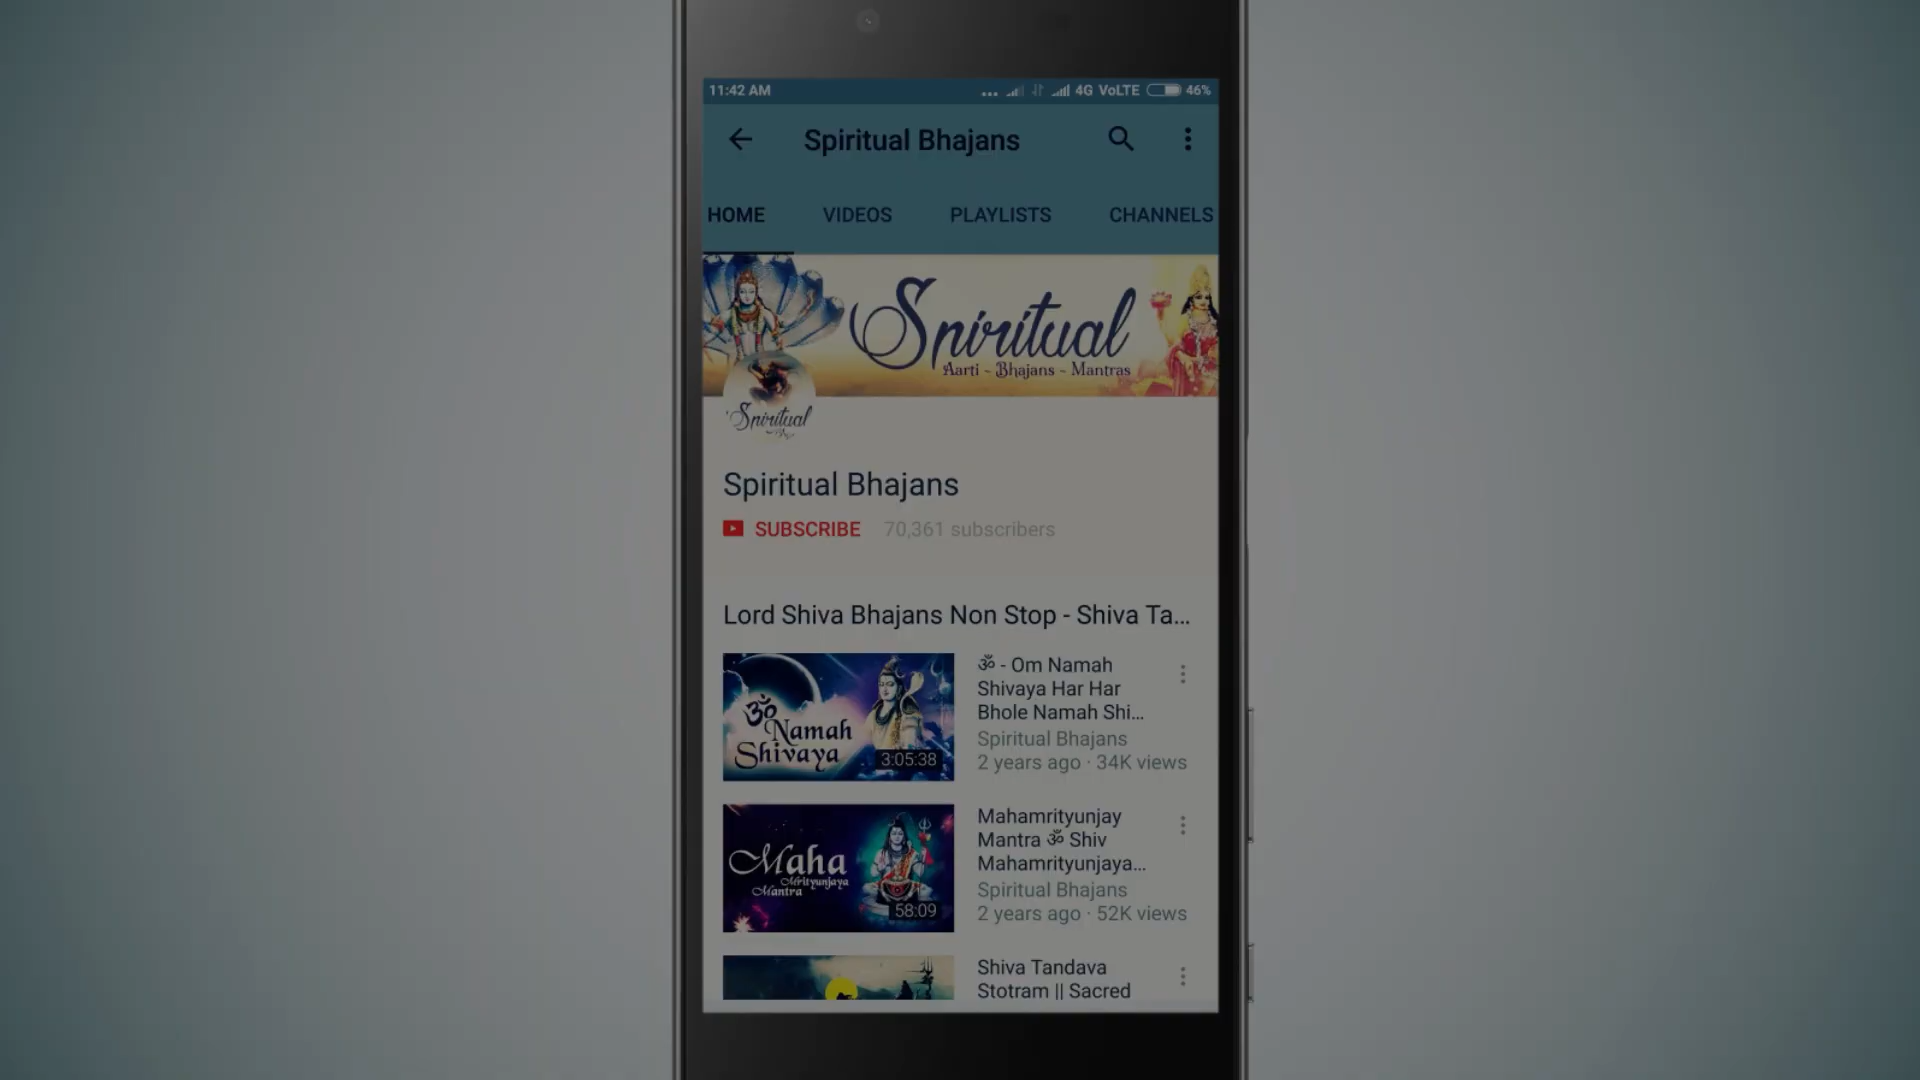 11:42 AM 4G VoLTE 46%
Spiritual Bhajans
HOME VIDEOS PLAYLISTS CHANNELS
Spiritual
Aarti ~ Bhajans ~ Mantras
Spiritual
Spiritual Bhajans
SUBSCRIBE 70,361 subscribers
Lord Shiva Bhajans Non Stop - Shiva Ta...
ॐ Namah Shivaya
3:05:38
ॐ - Om Namah
Shivaya Har Har
Bhole Namah Shi...
Spiritual Bhajans
2 years ago · 34K views
Maha
Mrityunjaya
Mantra
58:09
Mahamrityunjay
Mantra ॐ Shiv
Mahamrityunjaya...
Spiritual Bhajans
2 years ago · 52K views
Shiva Tandava
Stotram || Sacred